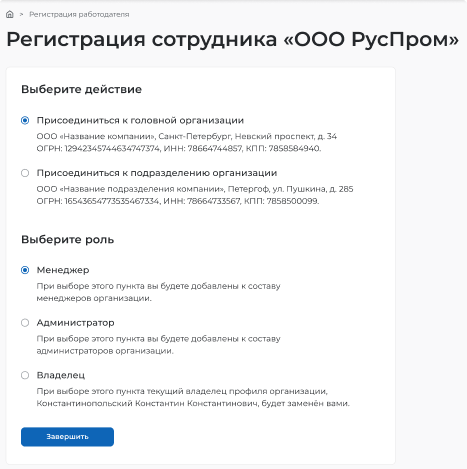 > Регистрация работодателя
Регистрация сотрудника «ООО РусПром»
Выберите действие
Присоединиться к головной организации
ООО «Название компании», Санкт-Петербург, Невский проспект, д. 34
ОГРН: 12942345744634747374, ИНН: 78664744857, КПП: 7858584940.
Присоединиться к подразделению организации
ООО «Название подразделения компании», Петергоф, ул. Пушкина, д. 285
ОГРН: 16543654773535467334, ИНН: 78664733567, КПП: 7858500099.
Выберите роль
Менеджер
При выборе этого пункта вы будете добавлены к составу
менеджеров организации.
Администратор
При выборе этого пункта вы будете добавлены к составу
администраторов организации.
Владелец
При выборе этого пункта текущий владелец профиля организации,
Константинопольский Константин Константинович, будет заменён вами.
Завершить